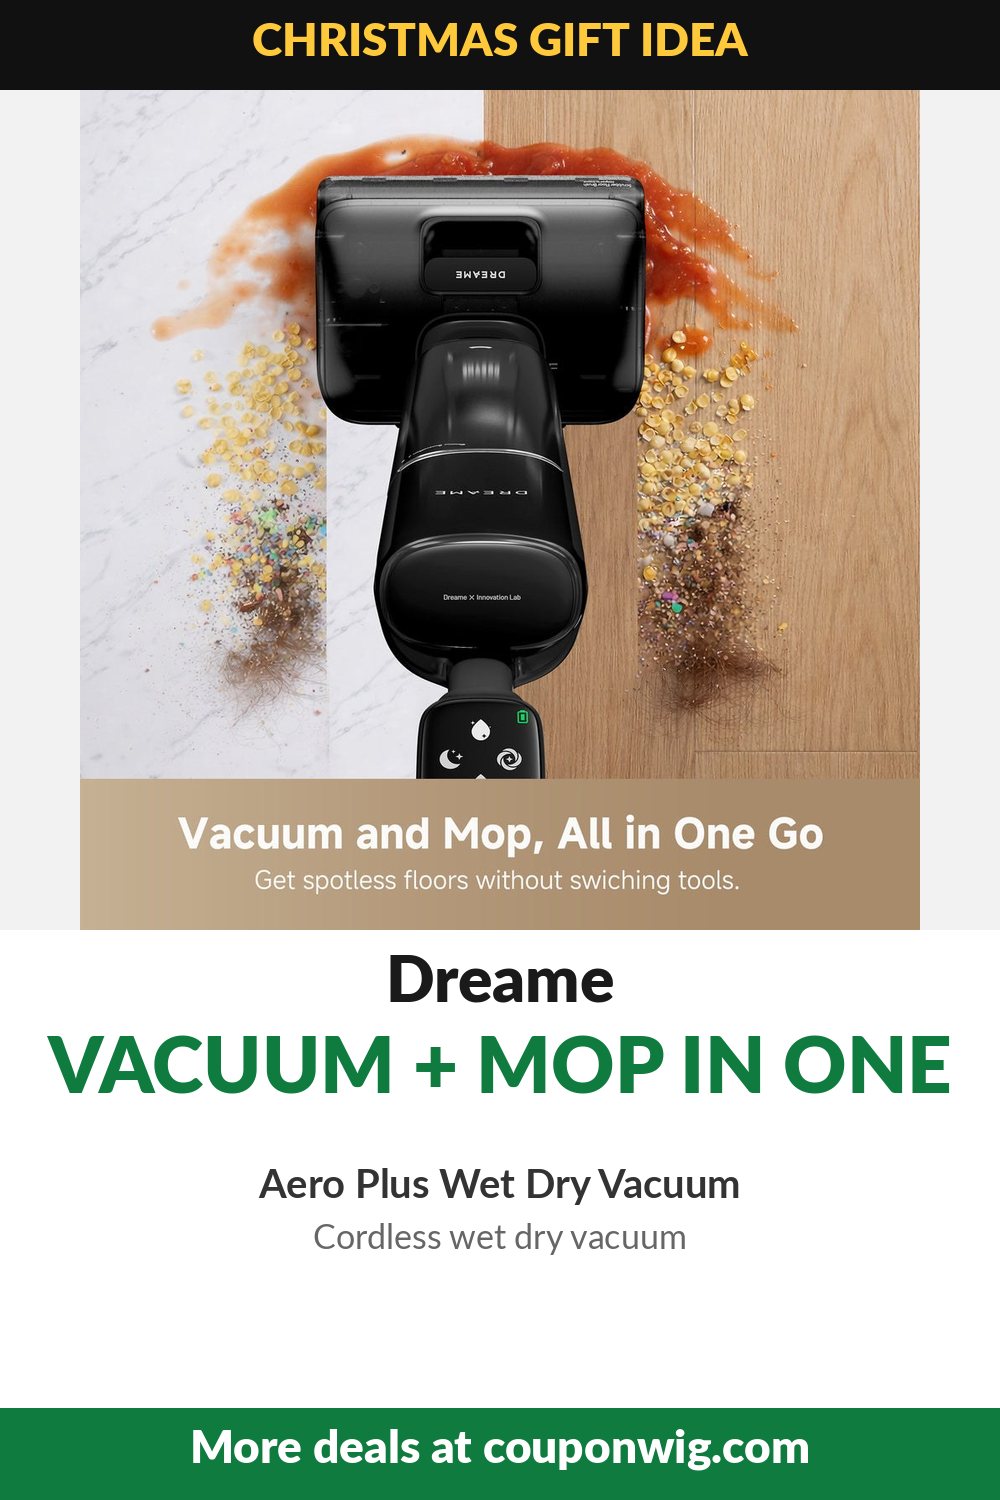 CHRISTMAS GIFT IDEA
DREAME
DREAME
Dreame X Innovation Lab
Vacuum and Mop, All in One Go
Get spotless floors without swiching tools.
Dreame
VACUUM + MOP IN ONE
Aero Plus Wet Dry Vacuum
Cordless wet dry vacuum
More deals at couponwig.com